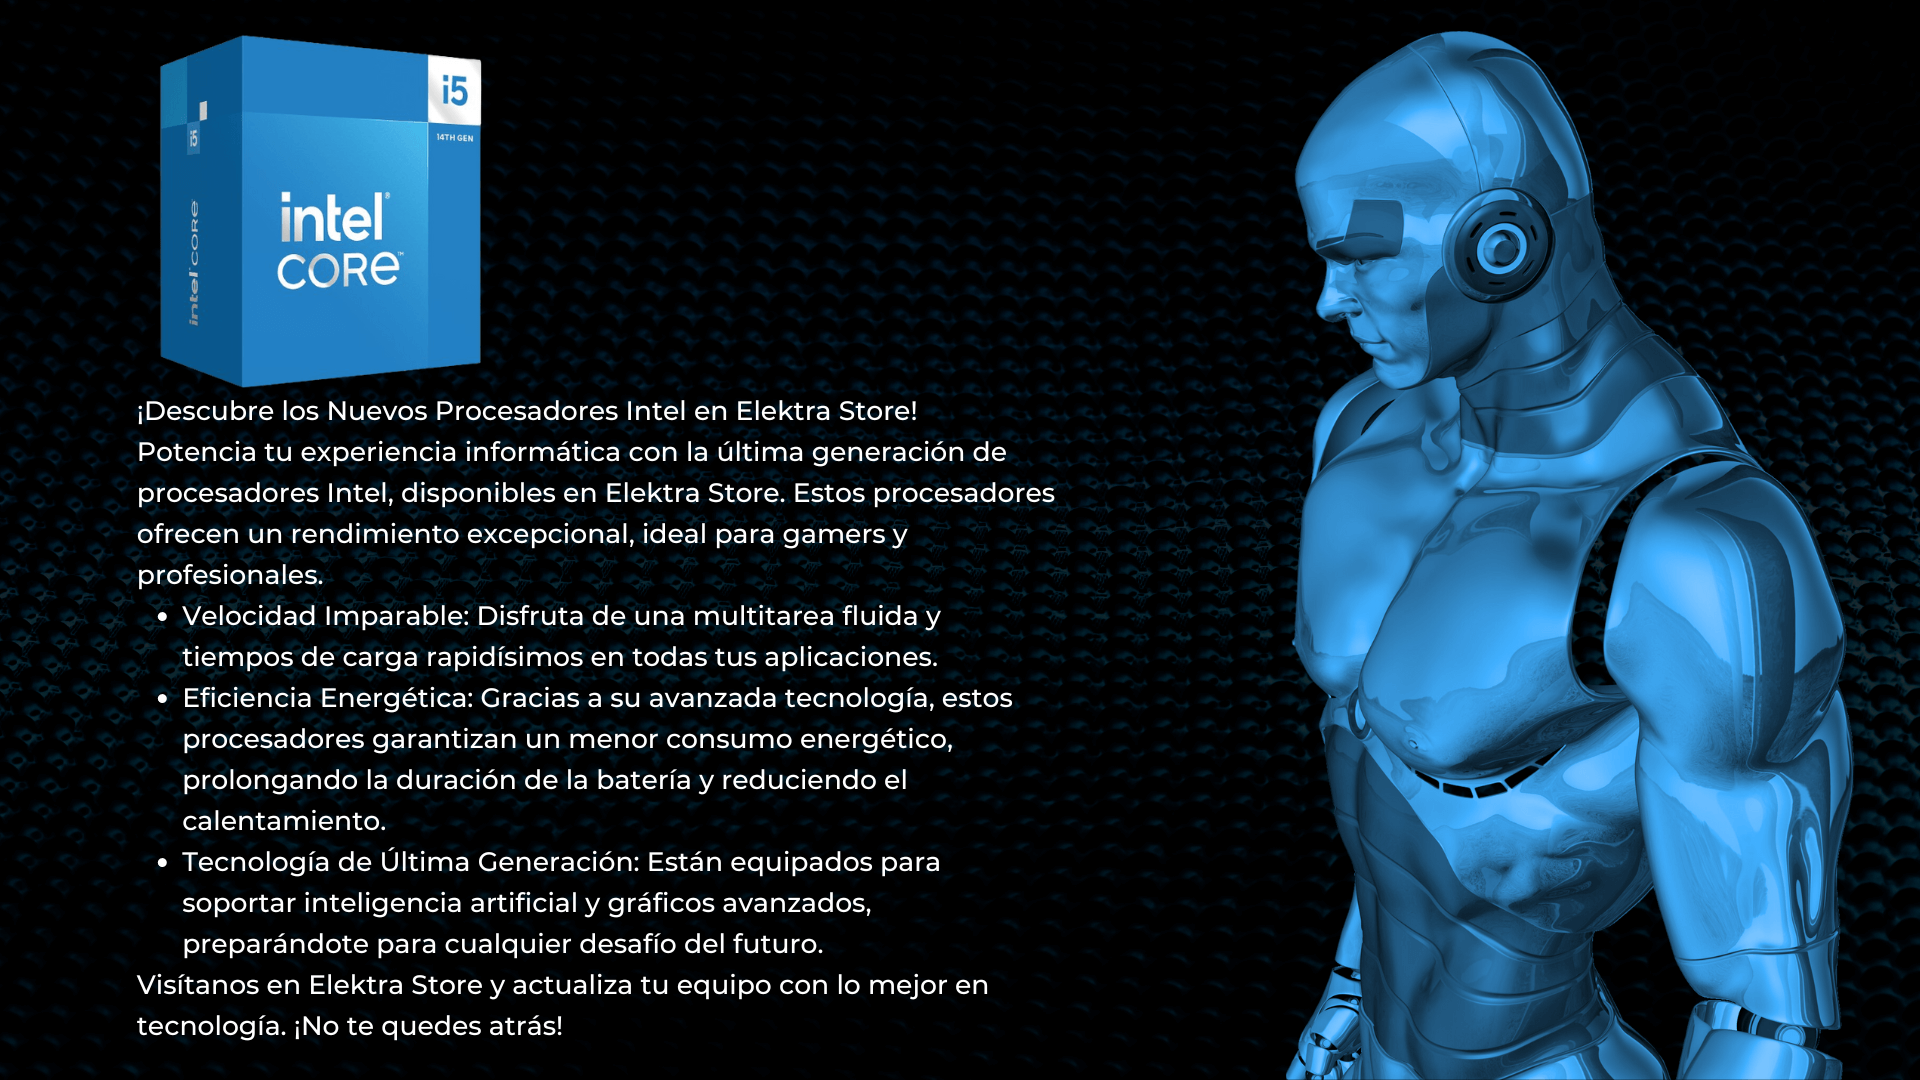 i5
14TH GEN
i5
intel
CORE
intel CORE
¡Descubre los Nuevos Procesadores Intel en Elektra Store!
Potencia tu experiencia informática con la última generación de
procesadores Intel, disponibles en Elektra Store. Estos procesadores
ofrecen un rendimiento excepcional, ideal para gamers y
profesionales.
• Velocidad Imparable: Disfruta de una multitarea fluida y
tiempos de carga rapidísimos en todas tus aplicaciones.
• Eficiencia Energética: Gracias a su avanzada tecnología, estos
procesadores garantizan un menor consumo energético,
prolongando la duración de la batería y reduciendo el
calentamiento.
• Tecnología de Última Generación: Están equipados para
soportar inteligencia artificial y gráficos avanzados,
preparándote para cualquier desafío del futuro.
Visítanos en Elektra Store y actualiza tu equipo con lo mejor en
tecnología. ¡No te quedes atrás!